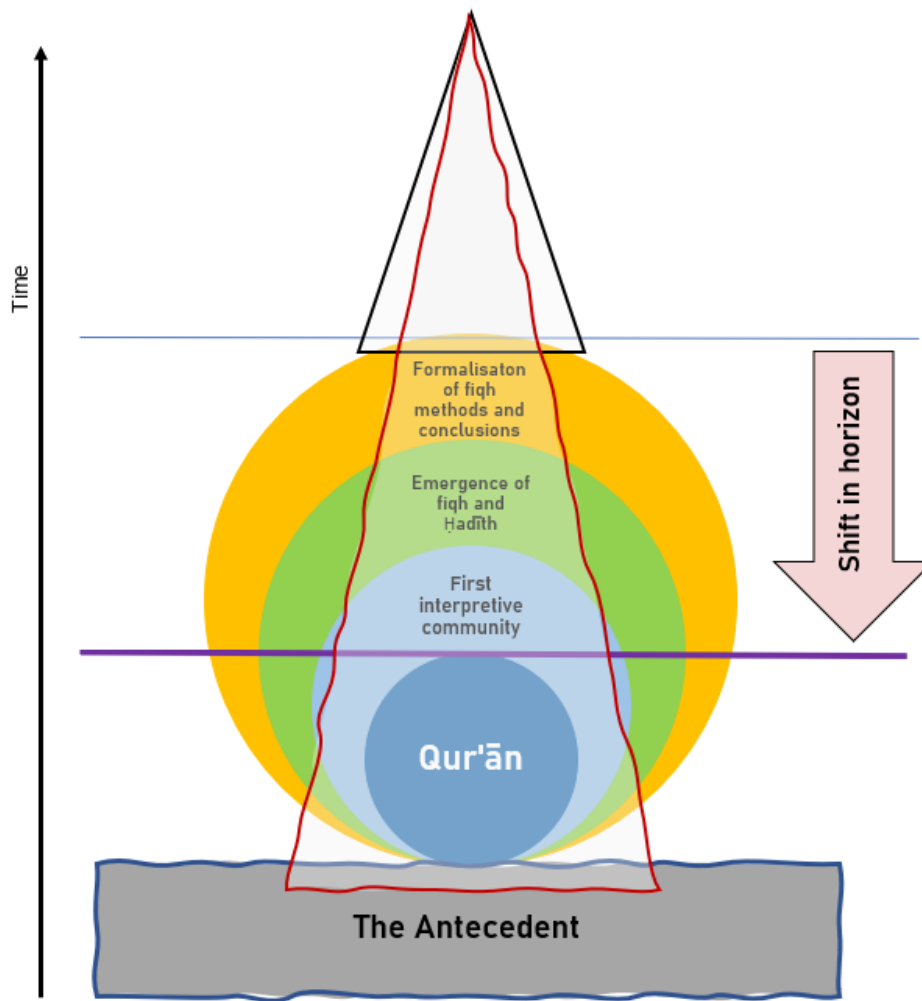 Time
Formalisaton
of fiqh
methods and
conclusions
Emergence of
fiqh and
Ḥadīth
First
interpretive
community
Shift in horizon
Qur'ān
The Antecedent